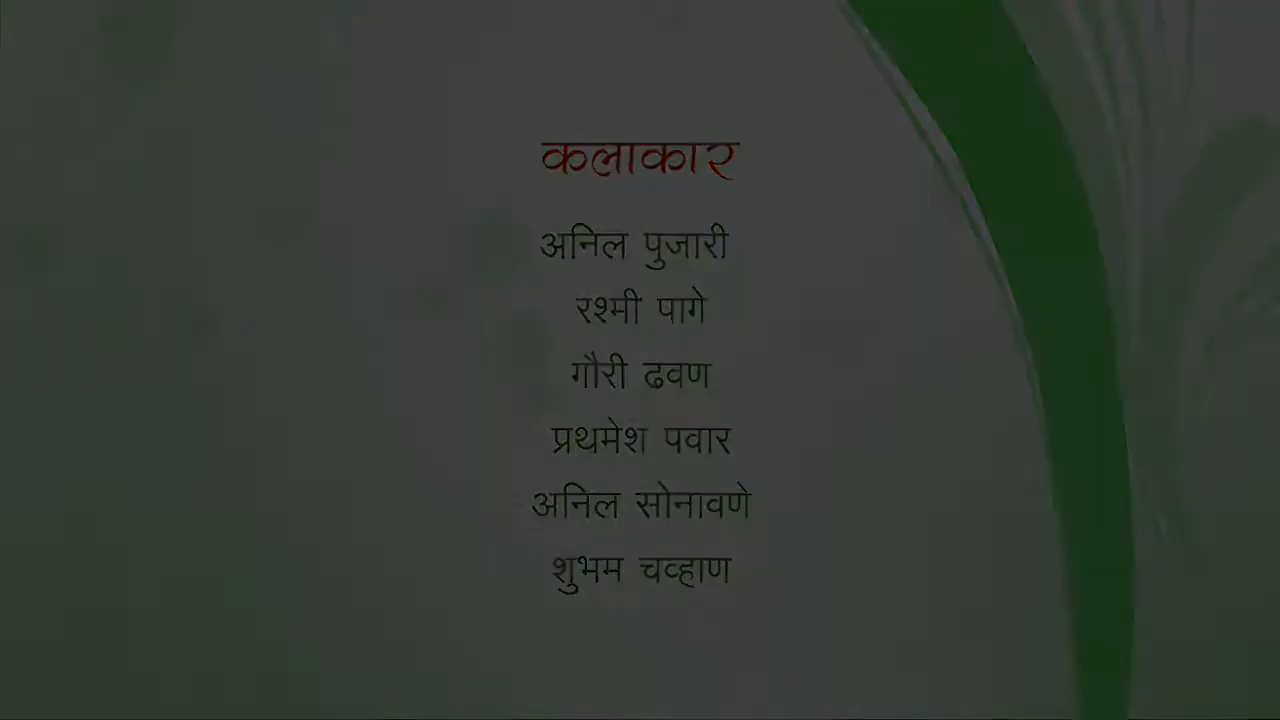 कलाकार
अनिल पुजारी
रश्मी पागे
गौरी ढवण
प्रथमेश पवार
अनिल सोनावणे
शुभम चव्हाण